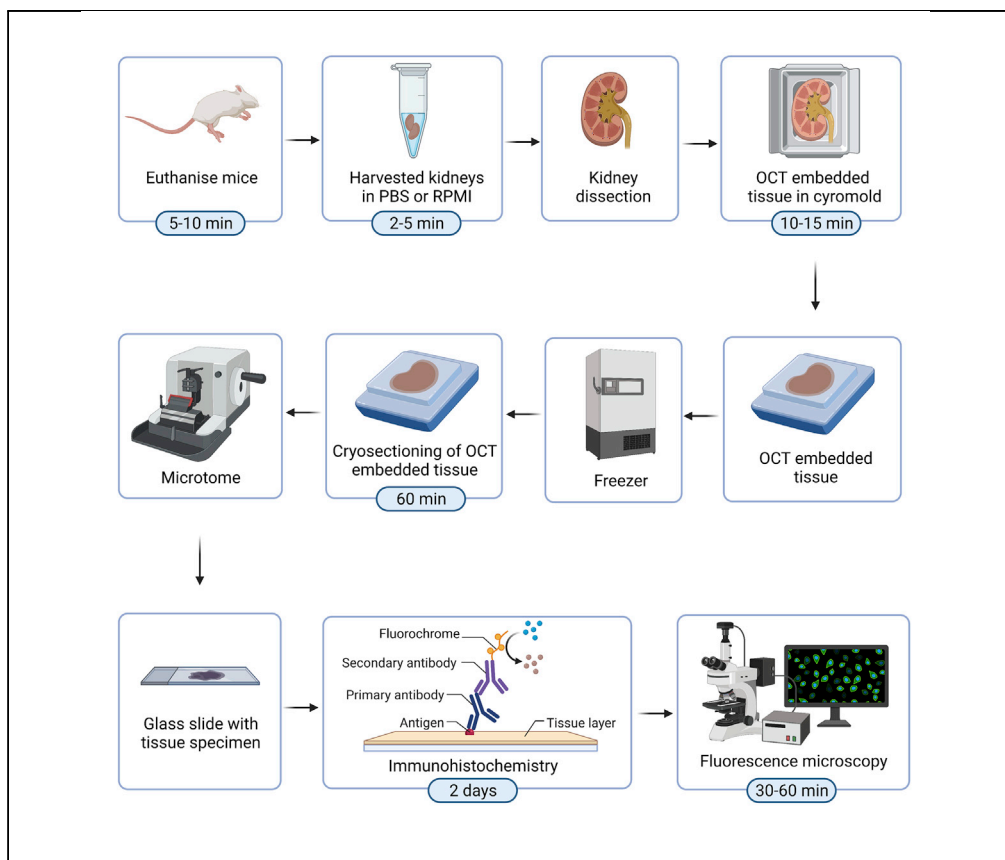 Euthanise mice
5-10 min
Harvested kidneys
in PBS or RPMI
2-5 min
Kidney
dissection
OCT embedded
tissue in cyromold
10-15 min
OCT embedded
tissue
Freezer
Cryosectioning of OCT
embedded tissue
60 min
Microtome
Glass slide with
tissue specimen
Fluorochrome
Secondary antibody
Primary antibody
Antigen
Tissue layer
Immunohistochemistry
2 days
Fluorescence microscopy
30-60 min